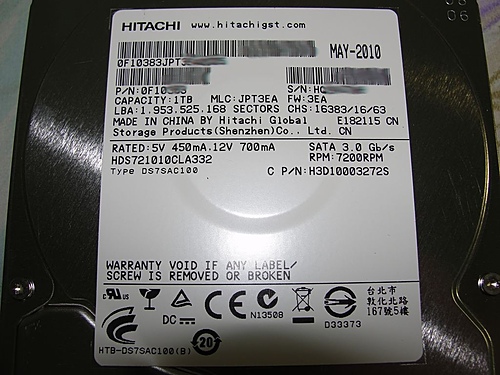 HITACHI www.hitachigst.com
MAY-2010
0F10383JPT3
P/N:0F10
S/N:H
CAPACITY:1TB MLC:JPT3EA FW:3EA
LBA:1.953.525.168 SECTORS CHS:16383/16/63
MADE IN CHINA BY Hitachi Global E182115 CN
Storage Products(Shenzhen)Co., Ltd. CN
RATED:5V 450mA.12V 700mA SATA 3.0 Gb/s
HDS721010CLA332 RPM:7200RPM
Type DS7SAC100 C P/N:H3D10003272S
WARRANTY VOID IF ANY LABEL/
SCREW IS REMOVED OR BROKEN
c US
DC
N13508
D33373
台北市
敦化北路
167號5樓
HTB-DS7SAC100(B)
20
06